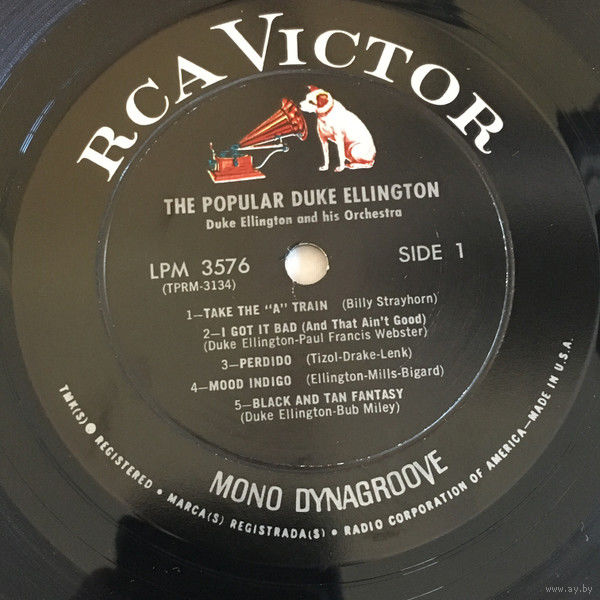 RCA VICTOR
THE POPULAR DUKE ELLINGTON
Duke Ellington and his Orchestra
LPM 3576
(TPRM-3134)
SIDE 1
1—TAKE THE "A" TRAIN (Billy Strayhorn)
2—I GOT IT BAD (And That Ain't Good)
(Duke Ellington-Paul Francis Webster)
3—PERDIDO (Tizol-Drake-Lenk)
4—MOOD INDIGO (Ellington-Mills-Bigard)
5—BLACK AND TAN FANTASY
(Duke Ellington-Bub Miley)
MONO DYNAGROOVE
TMK(S) ● REGISTERED • MARCA(S) REGISTRADA(S) • RADIO CORPORATION OF AMERICA—MADE IN U.S.A.
www.ay.by